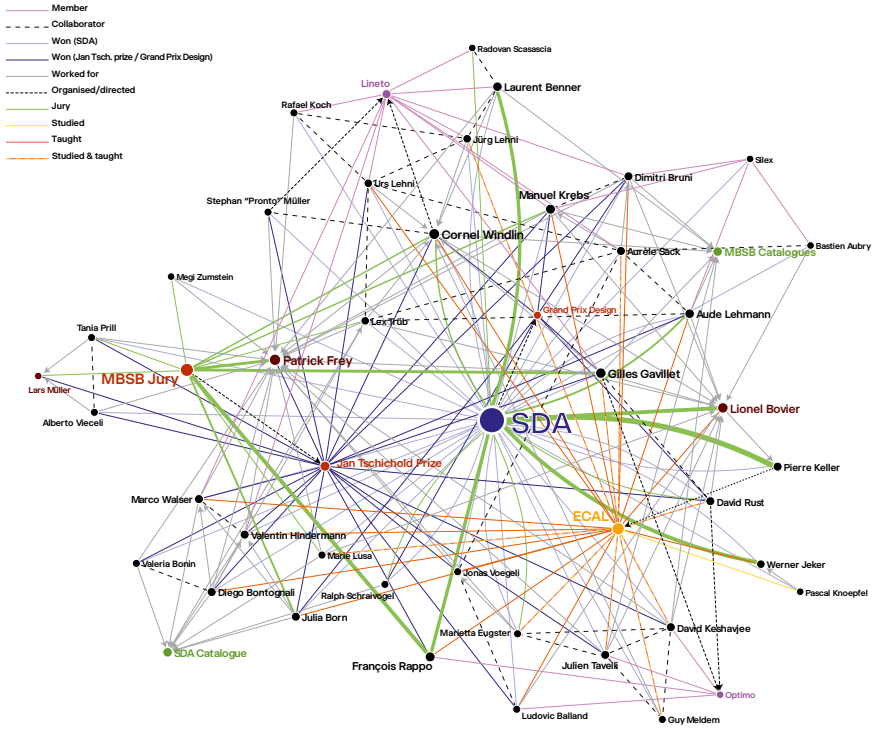 Member
Collaborator
Won (SDA)
Won (Jan Tsch. prize / Grand Prix Design)
Worked for
Organised/directed
Jury
Studied
Taught
Studied & taught
Radovan Scasascia
Lineto
Laurent Benner
Rafael Koch
Jürg Lehni
Silex
Urs Lehni
Dimitri Bruni
Manuel Krebs
Stephan "Pronto" Müller
Cornel Windlin
Aurèle Sack
Bastien Aubry
MBSB Catalogues
Megi Zumstein
Grand Prix Design
Aude Lehmann
Lex Trüb
Tania Prill
Patrick Frey
MBSB Jury
Gilles Gavillet
Lars Müller
Lionel Bovier
SDA
Alberto Vieceli
Jan Tschichold Prize
Pierre Keller
Marco Walser
David Rust
ECAL
Valentin Hindermann
Marie Lusa
Valeria Bonin
Werner Jeker
Jonas Voegeli
Diego Bontognali
Ralph Schraivogel
Pascal Knoepfel
Julia Born
Marietta Eugster
David Keshavjee
SDA Catalogue
François Rappo
Julien Tavelli
Optimo
Ludovic Balland
Guy Meldem